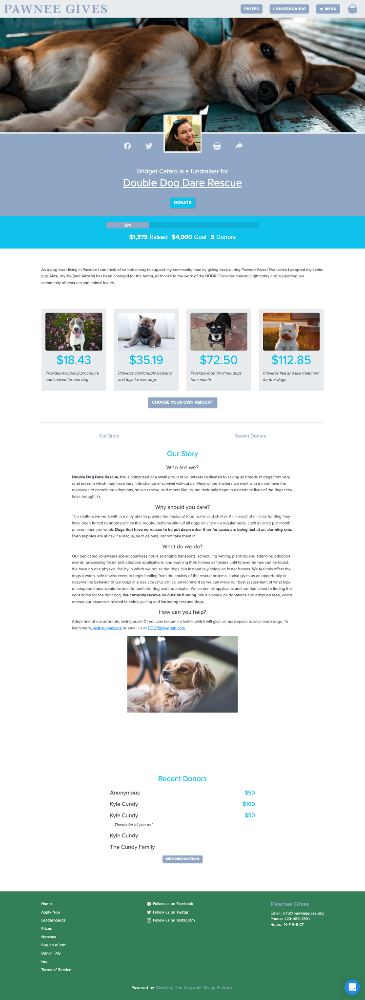 PAWNEE GIVES
PRIZES
LEADERBOARDS
▼ MENU
Bridget Cafaro is a fundraiser for
Double Dog Dare Rescue
DONATE
28%
$1,375 Raised $4,900 Goal 5 Donors
As a dog lover living in Pawnee I can think of no better way to support my community than by giving back during Pawnee Gives! Ever since I adopted my senior
pup Alice, my life (and Alice's!) has been changed for the better, all thanks to the work of the DDDR! Consider making a gift today and supporting our
community of rescuers and animal lovers.
$18.43
Provides microchip procedure
and implant for one dog
$35.19
Provides comfortable bedding
and toys for two dogs
$72.50
Provides food for three dogs
for a month
$112.85
Provides flea and tick treatment
for four dogs
CHOOSE YOUR OWN AMOUNT
Our Story
Recent Donors
Our Story
Who are we?
Double Dog Dare Rescue, Inc is comprised of a small group of volunteers dedicated to saving all breeds of dogs from very
rural areas in which they have very little chance of survival without us. Many of the shelters we work with do not have the
resources to coordinate adoptions, so our rescue, and others like us, are their only hope to extend the lives of the dogs they
have brought in.
Why should you care?
The shelters we work with are only able to provide the basics of food, water and shelter. As a result of minimal funding they
have been forced to adopt policies that require euthanization of all dogs on site on a regular basis, such as once per month
or even once per week. Dogs that have no reason to be put down other than for space are being lost at an alarming rate.
Even puppies are at risk if a rescue, such as ours, cannot take them in.
What do we do?
Our dedicated volunteers spend countless hours arranging transports, scheduling vetting, planning and attending adoption
events, processing foster and adoption applications, and opening their homes as fosters until forever homes can be found.
We have no one physical facility in which we house the dogs, but instead rely solely on foster homes. We feel this offers the
dogs a warm, safe environment to begin healing from the anxiety of the rescue process. It also gives us an opportunity to
observe the behavior of our dogs in a less stressful, clinical environment so we can make our best assessment of what type
of adoption home would be best for both the dog and the adopter. We screen all applicants and are dedicated to finding the
right home for the right dog. We currently receive no outside funding. We run solely on donations and adoption fees, which
recoup our expenses related to safely pulling and harboring rescued dogs.
How can you help?
Adopt one of our adorable, loving pups! Or you can become a foster, which will give us more space to save more dogs. To
learn more, visit our website or email us at DDDR@givegab.com
Recent Donors
Anonymous $50
Kyle Cundy $100
Kyle Cundy $50
Thanks for all you do!
Kyle Cundy
The Cundy Family
SEE MORE DONATIONS
Home
Apply Now
Leaderboards
Prizes
Matches
Buy an eCard
Donor FAQ
Faq
Terms of Service
Follow us on Facebook
Follow us on Twitter
Follow us on Instagram
Pawnee Gives
Email: info@pawneegives.org
Phone: 123-456-7891
Hours: M-F 9-5 CT
Powered by GiveGab, The Nonprofit Giving Platform